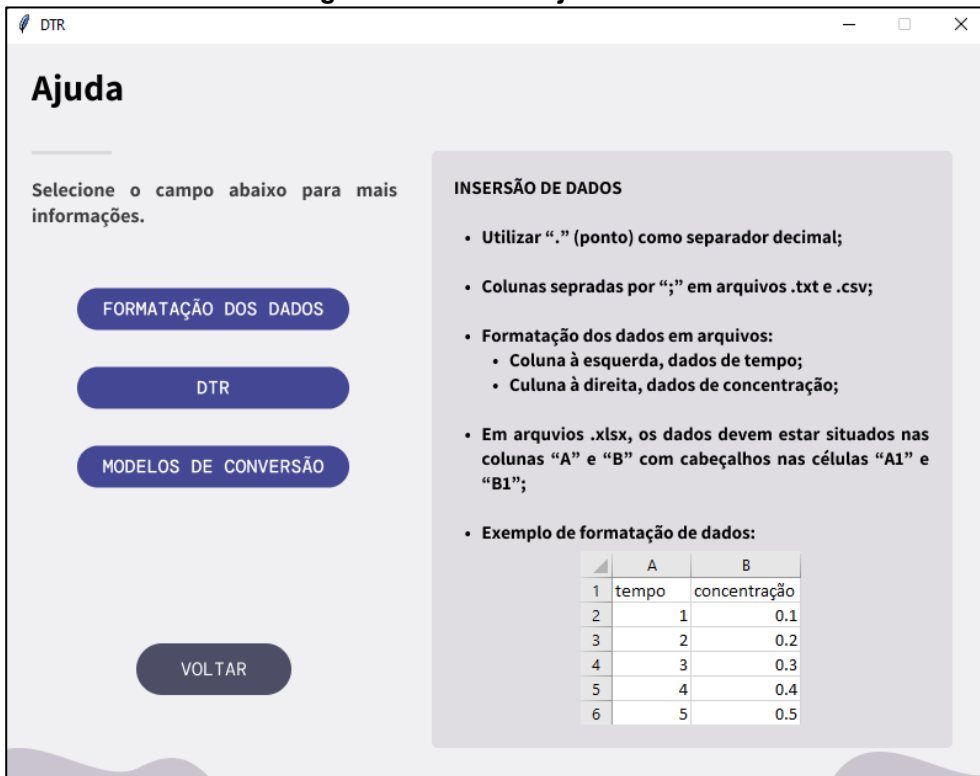 DTR
Ajuda
Selecione o campo abaixo para mais
informações.
FORMATAÇÃO DOS DADOS
DTR
MODELOS DE CONVERSÃO
VOLTAR
INSERSÃO DE DADOS
• Utilizar “.” (ponto) como separador decimal;
• Colunas sepradas por “;” em arquivos .txt e .csv;
• Formatação dos dados em arquivos:
• Coluna à esquerda, dados de tempo;
• Culuna à direita, dados de concentração;
• Em arquvios .xlsx, os dados devem estar situados nas
colunas “A” e “B” com cabeçalhos nas células “A1” e
“B1”;
• Exemplo de formatação de dados:
A B
1 tempo concentração
2 1 0.1
3 2 0.2
4 3 0.3
5 4 0.4
6 5 0.5